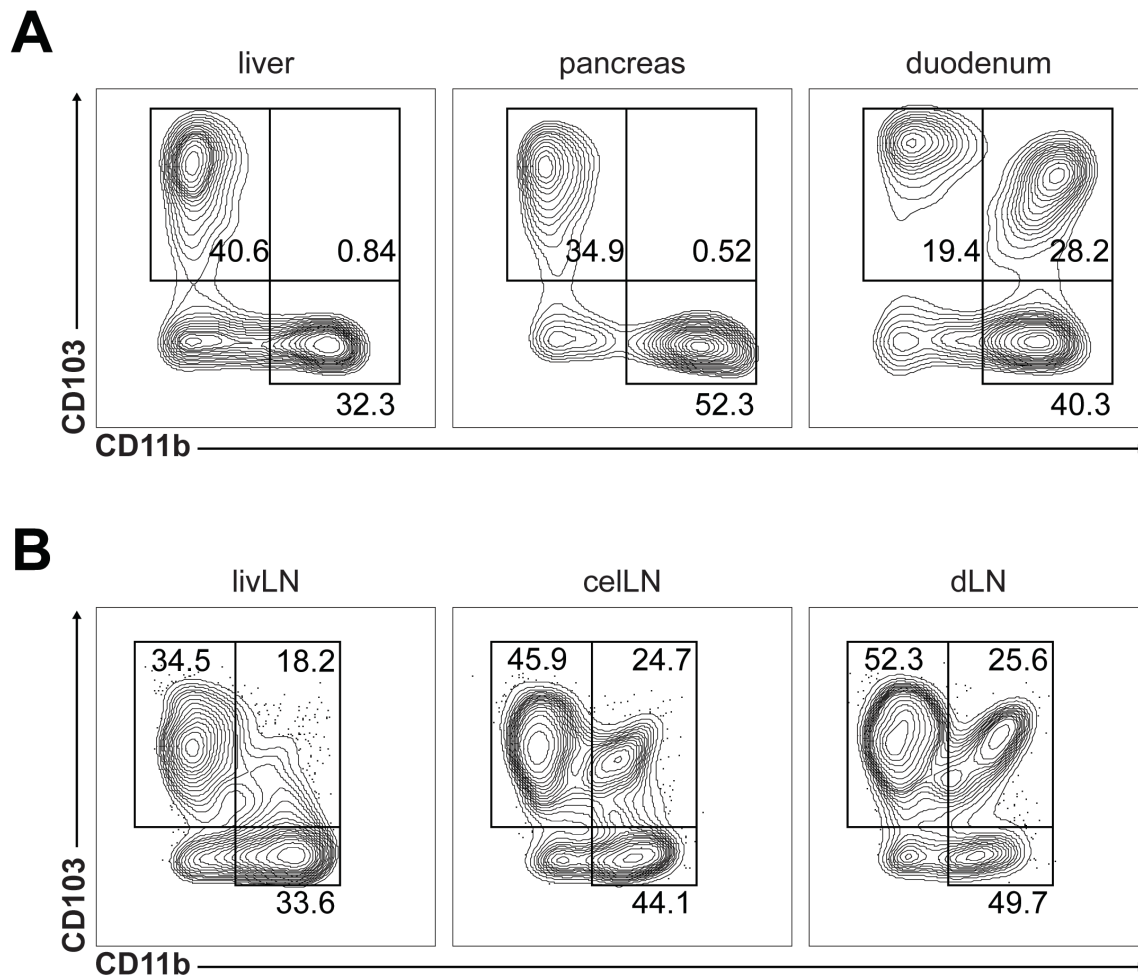 A
liver pancreas duodenum
40.6 0.84 34.9 0.52 19.4 28.2
32.3 52.3 40.3
CD103
CD11b
B
livLN celLN dLN
34.5 18.2 45.9 24.7 52.3 25.6
33.6 44.1 49.7
CD103
CD11b